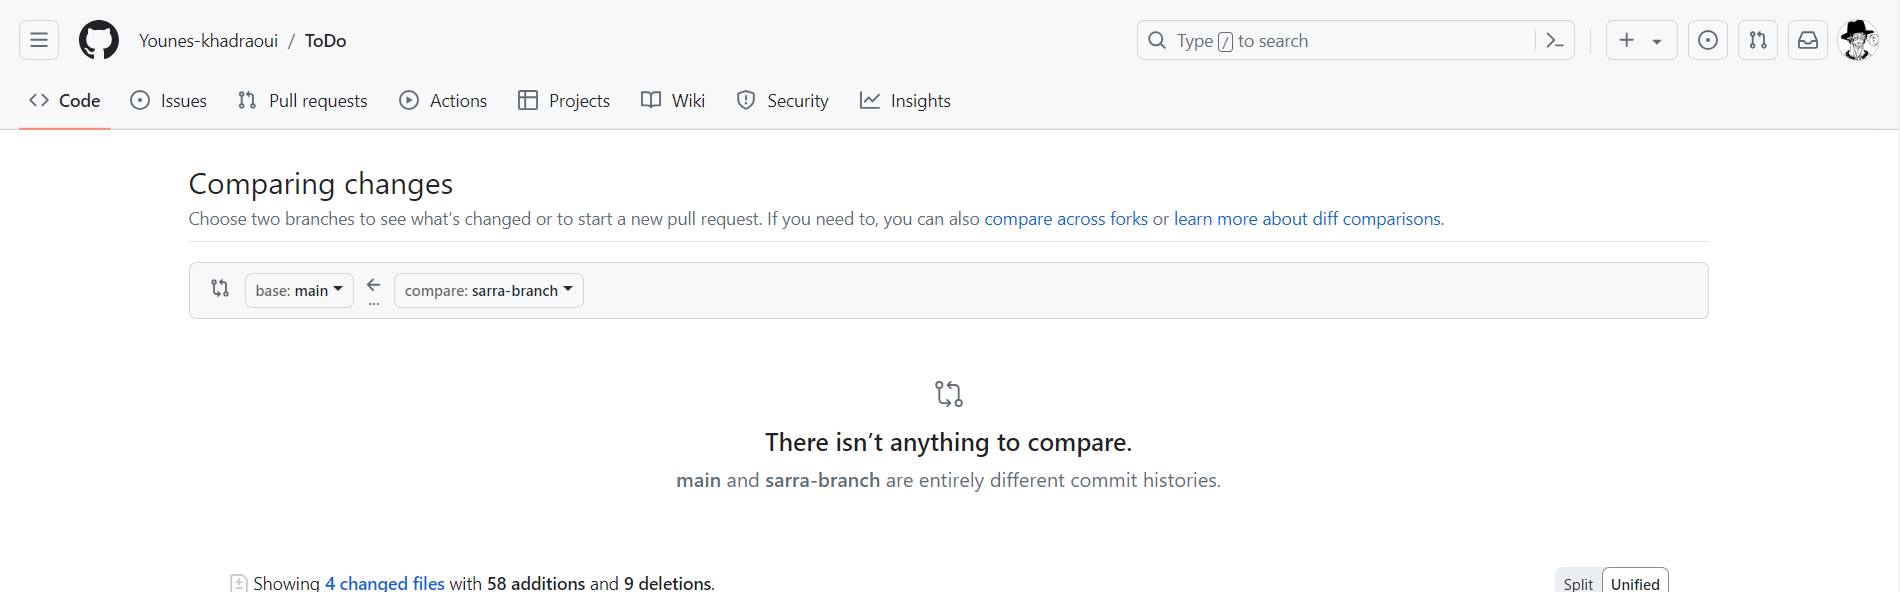 Younes-khadraoui / ToDo
Type / to search
Code Issues Pull requests Actions Projects Wiki Security Insights
Comparing changes
Choose two branches to see what's changed or to start a new pull request. If you need to, you can also compare across forks or learn more about diff comparisons.
base: main ... compare: sarra-branch
There isn't anything to compare.
main and sarra-branch are entirely different commit histories.
Showing 4 changed files with 58 additions and 9 deletions.
Split Unified